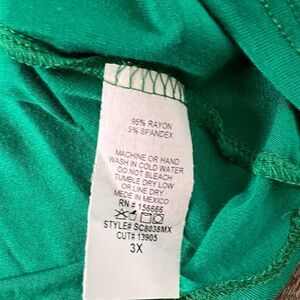 95% RAYON
5% SPANDEX
MACHINE OR HAND
WASH IN COLD WATER
DO NOT BLEACH
TUMBLE DRY LOW
OR LINE DRY
MADE IN MEXICO
RN# 156666
STYLE# SC8038MX
CUT# 13905
3X